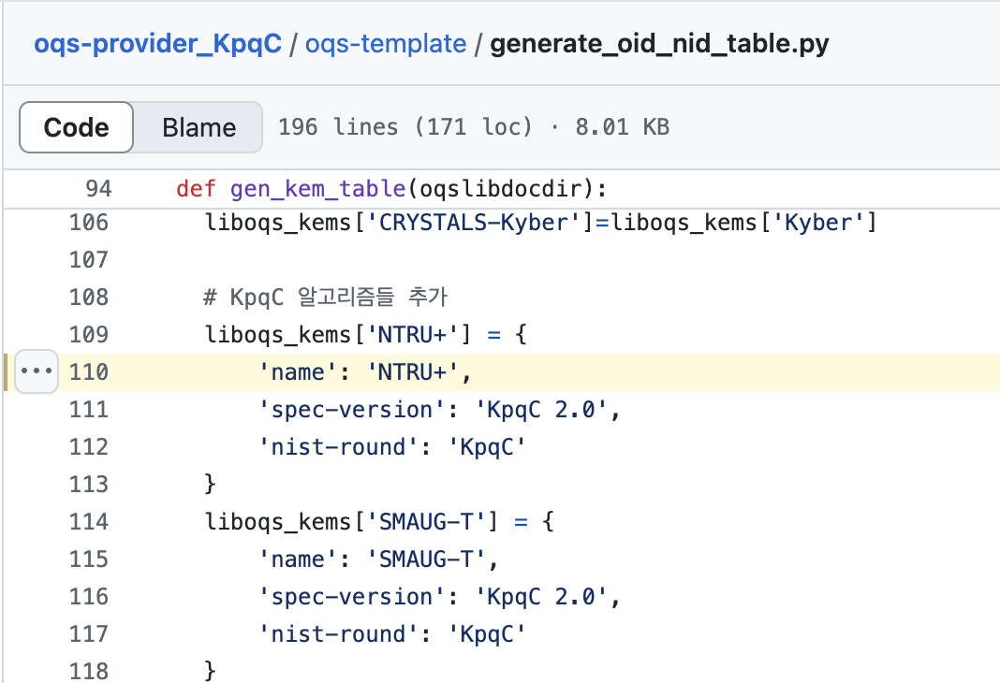 oqs-provider_KpqC / oqs-template / generate_oid_nid_table.py
Code Blame 196 lines (171 loc) · 8.01 KB
94 def gen_kem_table(oqslibdocdir):
106 liboqs_kems['CRYSTALS-Kyber']=liboqs_kems['Kyber']
107
108 # KpqC 알고리즘들 추가
109 liboqs_kems['NTRU+'] = {
110 'name': 'NTRU+',
111 'spec-version': 'KpqC 2.0',
112 'nist-round': 'KpqC'
113 }
114 liboqs_kems['SMAUG-T'] = {
115 'name': 'SMAUG-T',
116 'spec-version': 'KpqC 2.0',
117 'nist-round': 'KpqC'
118 }